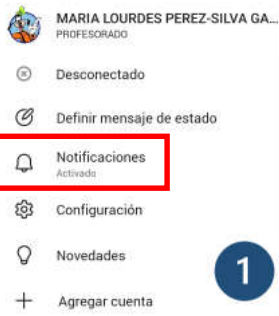 MARIA LOURDES PEREZ-SILVA GA...
PROFESORADO
Desconectado
Definir mensaje de estado
Notificaciones
Activado
Configuración
Novedades
1
Agregar cuenta